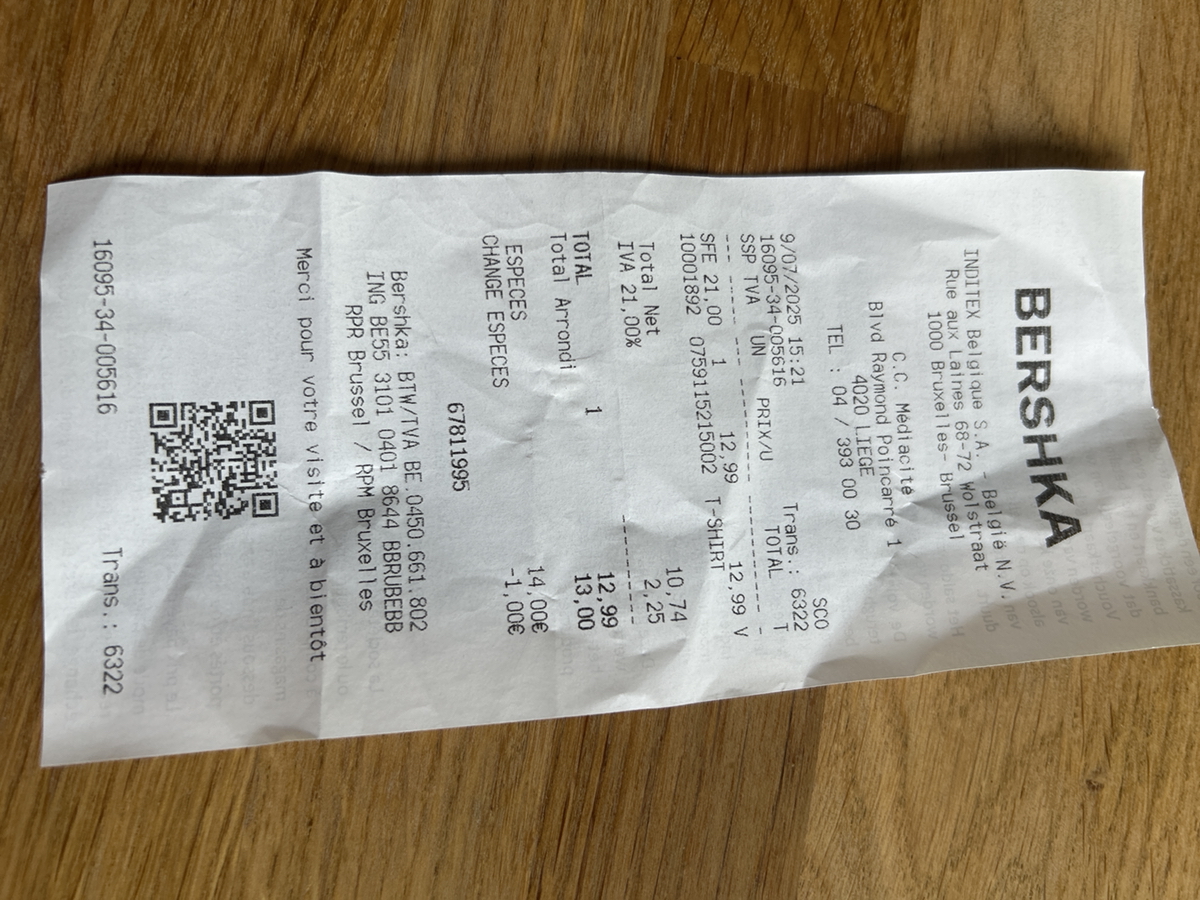 BERSHKA
INDITEX Belgique S.A. - België N.V.
Rue aux Laines 68-72 Wolstraat
1000 Bruxelles- Brussel
C.C. Médiacité
Blvd Raymond Poincarré 1
4020 LIEGE
TEL : 04 / 393 00 30
SCO
9/07/2025 15:21 Trans.: 6322
16095-34-005616 TOTAL T
SSP TVA UN PRIX/U
SFE 21,00 1 12,99 12,99 V
10001892 0759115215002 T-SHIRT
Total Net 10,74
IVA 21,00% 2,25
TOTAL 1 12,99
Total Arrondi 13,00
ESPECES 14,00€
CHANGE ESPECES -1,00€
67811995
Bershka: BTW/TVA BE.0450.661.802
ING BE55 3101 0401 8644 BBRUBEBB
RPR Brussel / RPM Bruxelles
Merci pour votre visite et à bientôt
16095-34-005616 Trans.: 6322